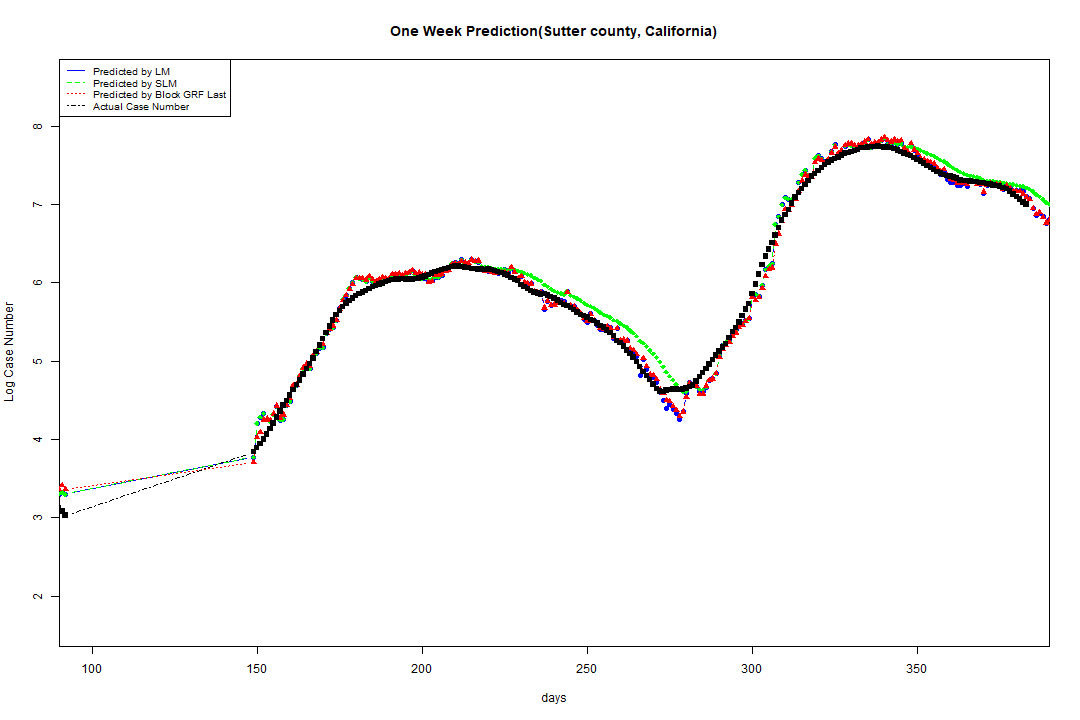 One Week Prediction(Sutter county, California)
Predicted by LM
Predicted by SLM
Predicted by Block GRF Last
Actual Case Number
8
7
6
5
4
3
2
Log Case Number
100 150 200 250 300 350
days